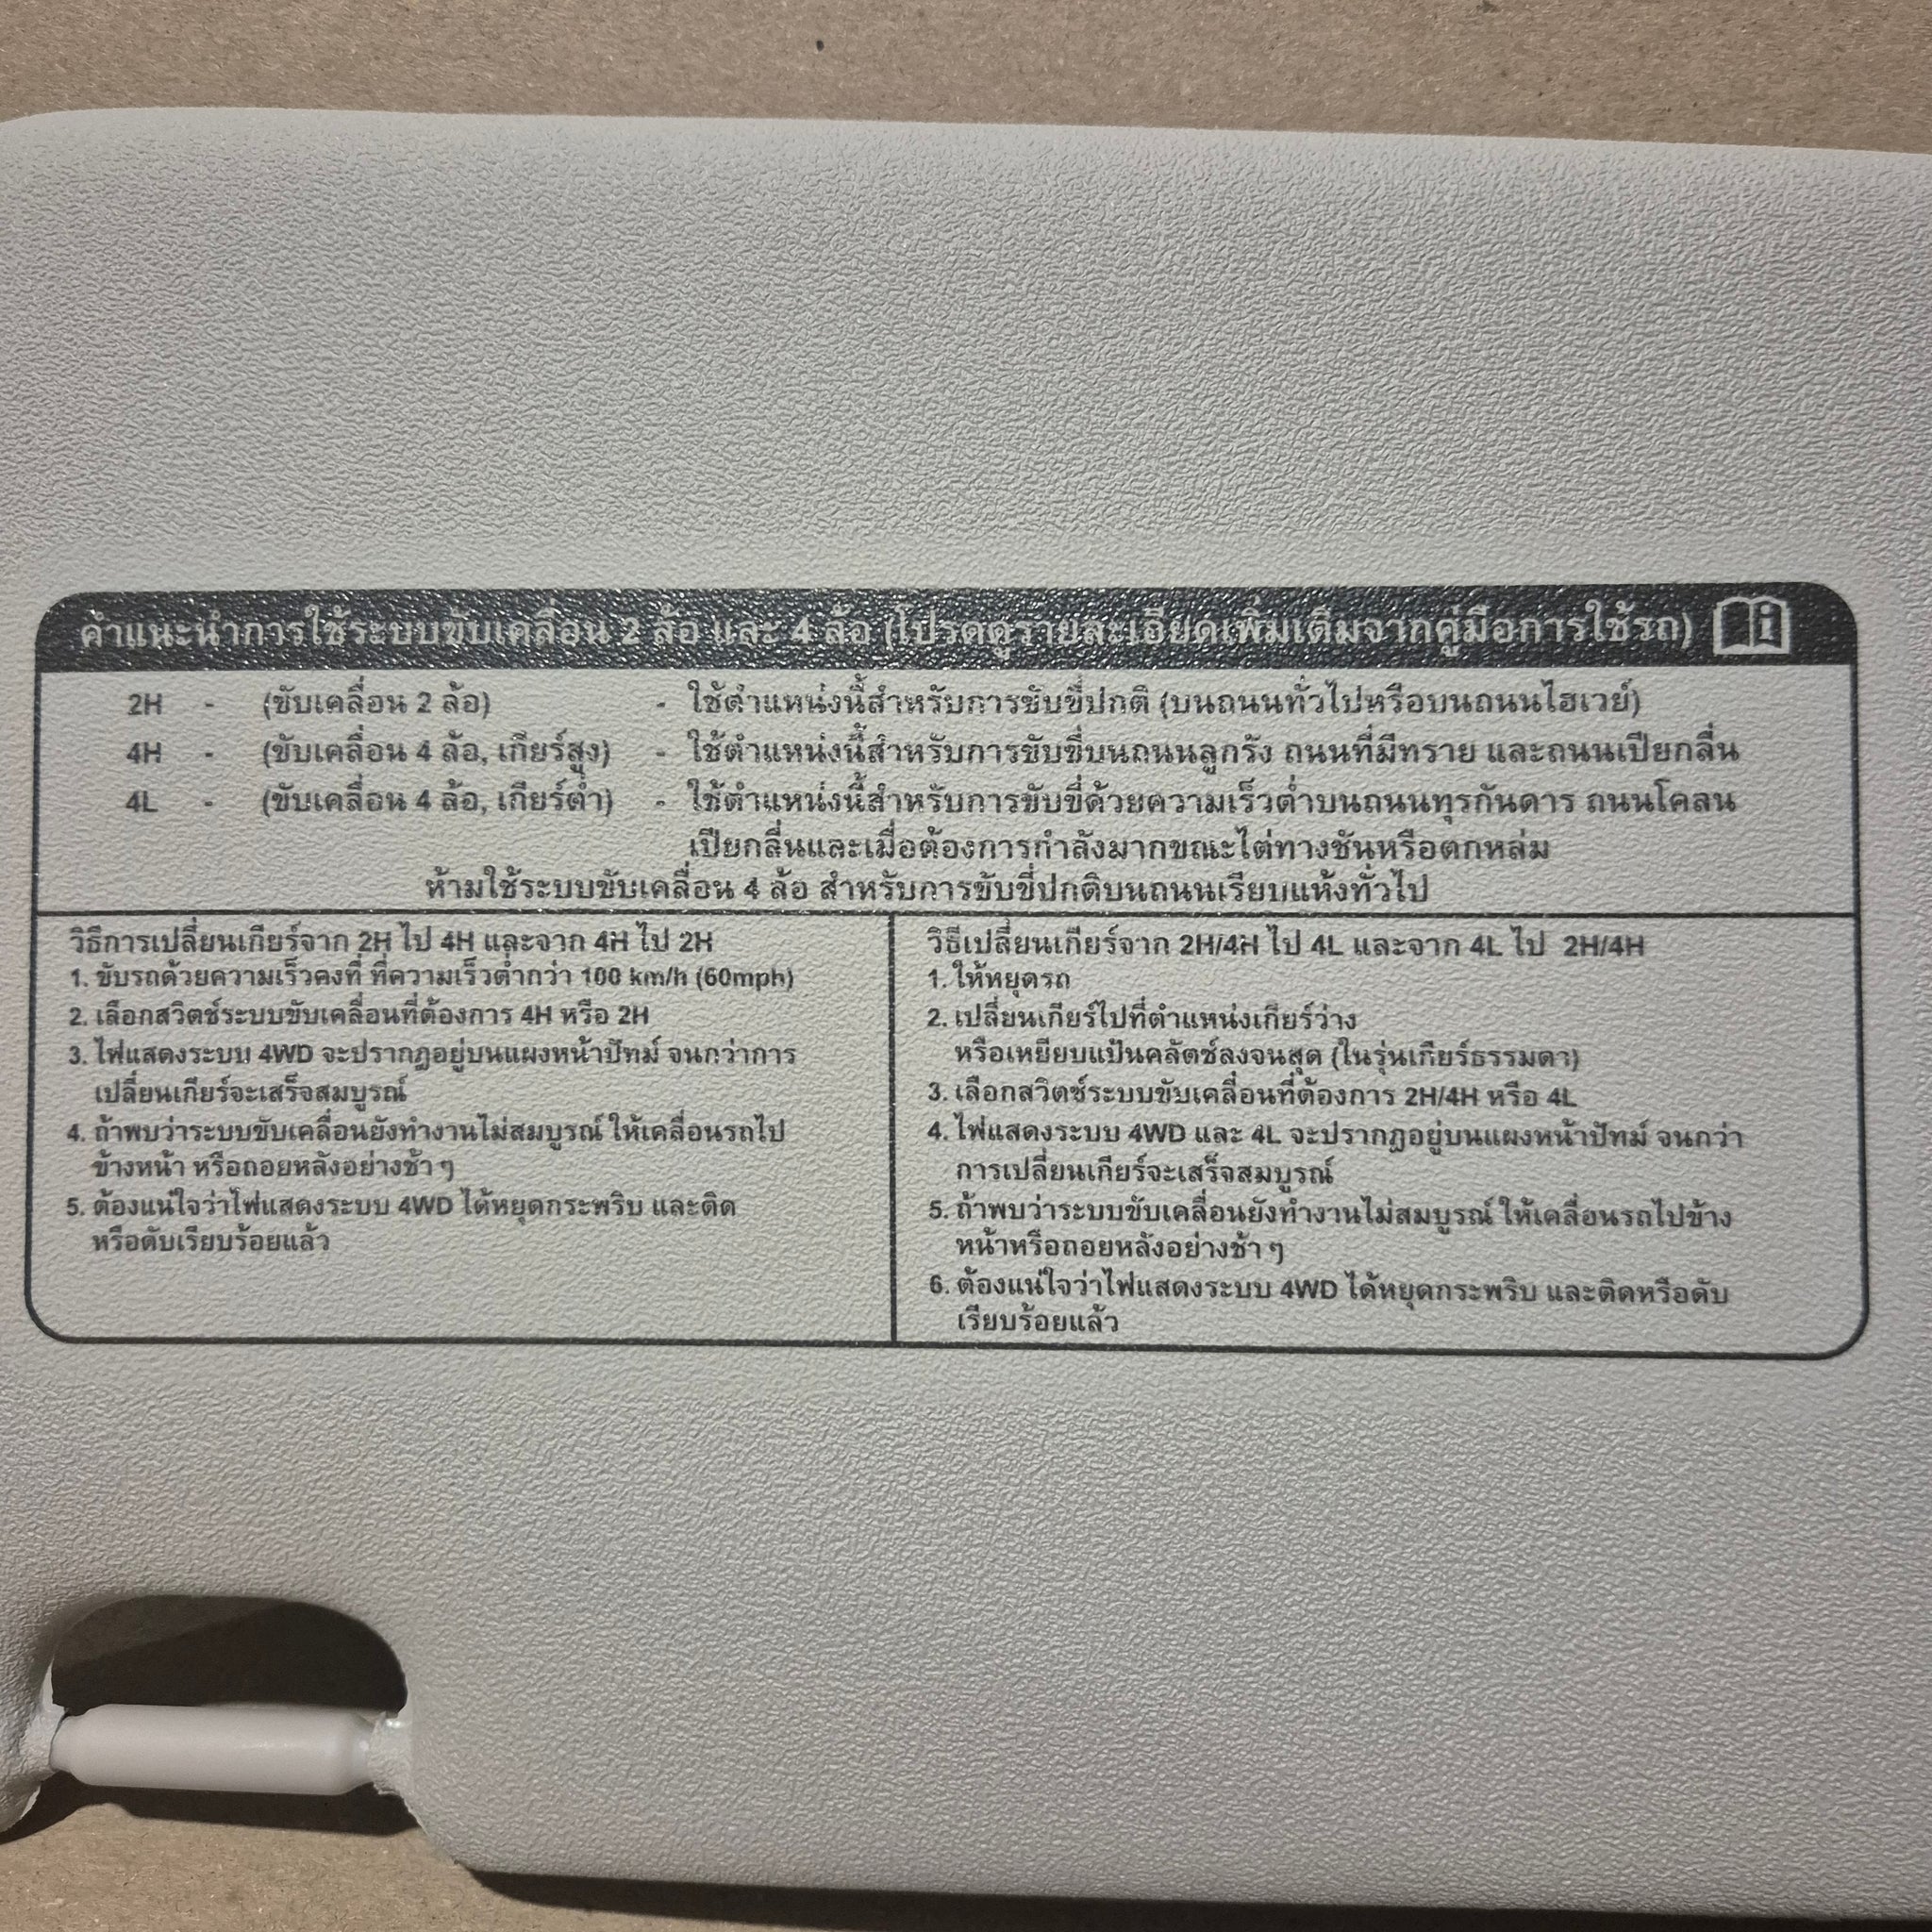 คำแนะนำการใช้ระบบขับเคลื่อน 2 ล้อ และ 4 ล้อ (โปรดดูรายละเอียดเพิ่มเติมจากคู่มือการใช้รถ)
2H - (ขับเคลื่อน 2 ล้อ) - ใช้ตำแหน่งนี้สำหรับการขับขี่ปกติ (บนถนนทั่วไปหรือบนถนนไฮเวย์)
4H - (ขับเคลื่อน 4 ล้อ, เกียร์สูง) - ใช้ตำแหน่งนี้สำหรับการขับขี่บนถนนลูกรัง ถนนที่มีทราย และถนนเปียกลื่น
4L - (ขับเคลื่อน 4 ล้อ, เกียร์ต่ำ) - ใช้ตำแหน่งนี้สำหรับการขับขี่ด้วยความเร็วต่ำบนถนนทุรกันดาร ถนนโคลน
เปียกลื่นและเมื่อต้องการกำลังมากขณะไต่ทางชันหรือตกหล่ม
ห้ามใช้ระบบขับเคลื่อน 4 ล้อ สำหรับการขับขี่ปกติบนถนนเรียบแห้งทั่วไป
วิธีการเปลี่ยนเกียร์จาก 2H ไป 4H และจาก 4H ไป 2H
1. ขับรถด้วยความเร็วคงที่ ที่ความเร็วต่ำกว่า 100 km/h (60mph)
2. เลือกสวิตช์ระบบขับเคลื่อนที่ต้องการ 4H หรือ 2H
3. ไฟแสดงระบบ 4WD จะปรากฏอยู่บนแผงหน้าปัทม์ จนกว่าการ
เปลี่ยนเกียร์จะเสร็จสมบูรณ์
4. ถ้าพบว่าระบบขับเคลื่อนยังทำงานไม่สมบูรณ์ ให้เคลื่อนรถไป
ข้างหน้า หรือถอยหลังอย่างช้า ๆ
5. ต้องแน่ใจว่าไฟแสดงระบบ 4WD ได้หยุดกระพริบ และติด
หรือดับเรียบร้อยแล้ว
วิธีเปลี่ยนเกียร์จาก 2H/4H ไป 4L และจาก 4L ไป 2H/4H
1. ให้หยุดรถ
2. เปลี่ยนเกียร์ไปที่ตำแหน่งเกียร์ว่าง
หรือเหยียบแป้นคลัตช์ลงจนสุด (ในรุ่นเกียร์ธรรมดา)
3. เลือกสวิตซ์ระบบขับเคลื่อนที่ต้องการ 2H/4H หรือ 4L
4. ไฟแสดงระบบ 4WD และ 4L จะปรากฏอยู่บนแผงหน้าปัทม์ จนกว่า
การเปลี่ยนเกียร์จะเสร็จสมบูรณ์
5. ถ้าพบว่าระบบขับเคลื่อนยังทำงานไม่สมบูรณ์ ให้เคลื่อนรถไปข้าง
หน้าหรือถอยหลังอย่างช้า ๆ
6. ต้องแน่ใจว่าไฟแสดงระบบ 4WD ได้หยุดกระพริบ และติดหรือดับ
เรียบร้อยแล้ว